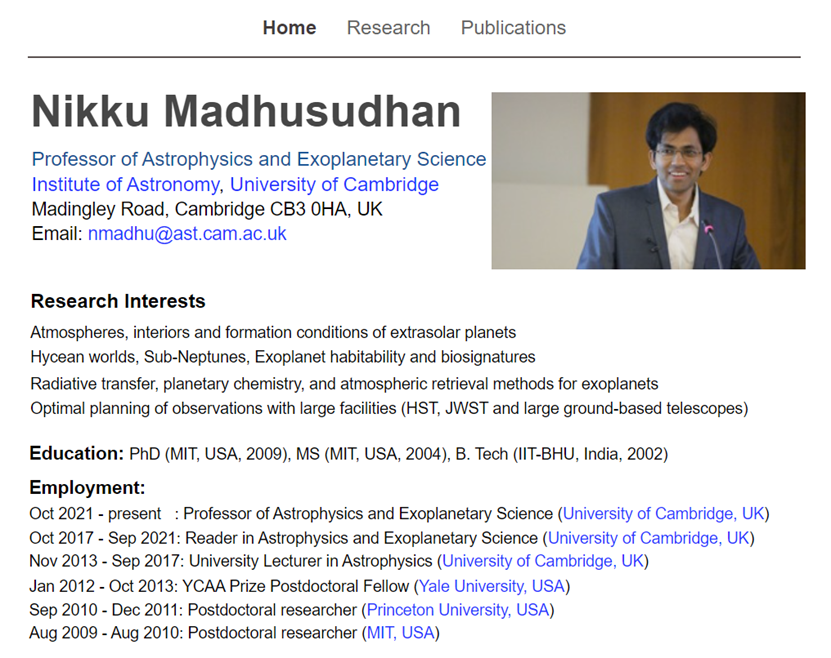 Home Research Publications
Nikku Madhusudhan
Professor of Astrophysics and Exoplanetary Science
Institute of Astronomy, University of Cambridge
Madingley Road, Cambridge CB3 0HA, UK
Email: nmadhu@ast.cam.ac.uk
Research Interests
Atmospheres, interiors and formation conditions of extrasolar planets
Hycean worlds, Sub-Neptunes, Exoplanet habitability and biosignatures
Radiative transfer, planetary chemistry, and atmospheric retrieval methods for exoplanets
Optimal planning of observations with large facilities (HST, JWST and large ground-based telescopes)
Education: PhD (MIT, USA, 2009), MS (MIT, USA, 2004), B. Tech (IIT-BHU, India, 2002)
Employment:
Oct 2021 - present : Professor of Astrophysics and Exoplanetary Science (University of Cambridge, UK)
Oct 2017 - Sep 2021: Reader in Astrophysics and Exoplanetary Science (University of Cambridge, UK)
Nov 2013 - Sep 2017: University Lecturer in Astrophysics (University of Cambridge, UK)
Jan 2012 - Oct 2013: YCAA Prize Postdoctoral Fellow (Yale University, USA)
Sep 2010 - Dec 2011: Postdoctoral researcher (Princeton University, USA)
Aug 2009 - Aug 2010: Postdoctoral researcher (MIT, USA)